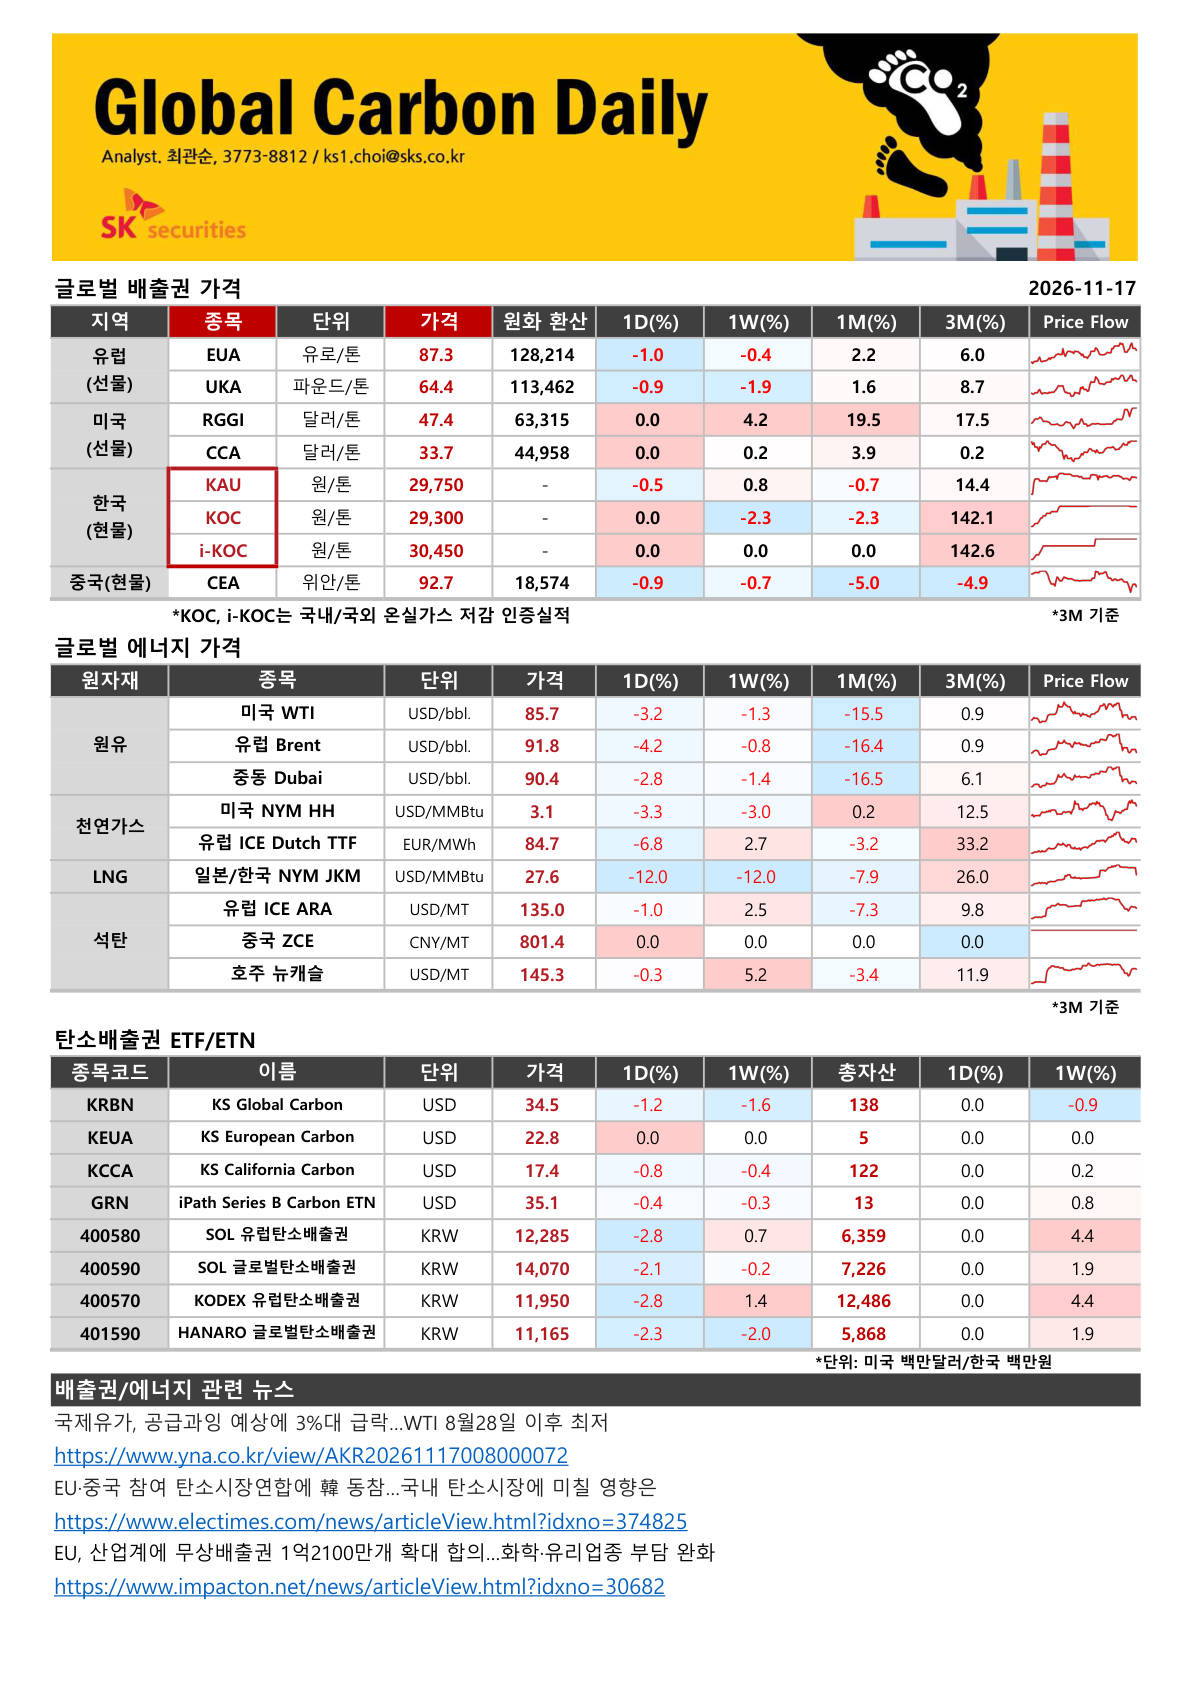 Global Carbon Daily
Analyst. 최관순, 3773-8812 / ks1.choi@sks.co.kr
SK securities
CO2
글로벌 배출권 가격 2026-11-17
지역 종목 단위 가격 원화 환산 1D(%) 1W(%) 1M(%) 3M(%) Price Flow
유럽 (선물) EUA 유로/톤 87.3 128,214 -1.0 -0.4 2.2 6.0
UKA 파운드/톤 64.4 113,462 -0.9 -1.9 1.6 8.7
미국 (선물) RGGI 달러/톤 47.4 63,315 0.0 4.2 19.5 17.5
CCA 달러/톤 33.7 44,958 0.0 0.2 3.9 0.2
한국 (현물) KAU 원/톤 29,750 - -0.5 0.8 -0.7 14.4
KOC 원/톤 29,300 - 0.0 -2.3 -2.3 142.1
i-KOC 원/톤 30,450 - 0.0 0.0 0.0 142.6
중국(현물) CEA 위안/톤 92.7 18,574 -0.9 -0.7 -5.0 -4.9
*KOC, i-KOC는 국내/국외 온실가스 저감 인증실적 *3M 기준
글로벌 에너지 가격
원자재 종목 단위 가격 1D(%) 1W(%) 1M(%) 3M(%) Price Flow
원유 미국 WTI USD/bbl. 85.7 -3.2 -1.3 -15.5 0.9
유럽 Brent USD/bbl. 91.8 -4.2 -0.8 -16.4 0.9
중동 Dubai USD/bbl. 90.4 -2.8 -1.4 -16.5 6.1
천연가스 미국 NYM HH USD/MMBtu 3.1 -3.3 -3.0 0.2 12.5
유럽 ICE Dutch TTF EUR/MWh 84.7 -6.8 2.7 -3.2 33.2
LNG 일본/한국 NYM JKM USD/MMBtu 27.6 -12.0 -12.0 -7.9 26.0
석탄 유럽 ICE ARA USD/MT 135.0 -1.0 2.5 -7.3 9.8
중국 ZCE CNY/MT 801.4 0.0 0.0 0.0 0.0
호주 뉴캐슬 USD/MT 145.3 -0.3 5.2 -3.4 11.9
*3M 기준
탄소배출권 ETF/ETN
종목코드 이름 단위 가격 1D(%) 1W(%) 총자산 1D(%) 1W(%)
KRBN KS Global Carbon USD 34.5 -1.2 -1.6 138 0.0 -0.9
KEUA KS European Carbon USD 22.8 0.0 0.0 5 0.0 0.0
KCCA KS California Carbon USD 17.4 -0.8 -0.4 122 0.0 0.2
GRN iPath Series B Carbon ETN USD 35.1 -0.4 -0.3 13 0.0 0.8
400580 SOL 유럽탄소배출권 KRW 12,285 -2.8 0.7 6,359 0.0 4.4
400590 SOL 글로벌탄소배출권 KRW 14,070 -2.1 -0.2 7,226 0.0 1.9
400570 KODEX 유럽탄소배출권 KRW 11,950 -2.8 1.4 12,486 0.0 4.4
401590 HANARO 글로벌탄소배출권 KRW 11,165 -2.3 -2.0 5,868 0.0 1.9
*단위: 미국 백만달러/한국 백만원
배출권/에너지 관련 뉴스
국제유가, 공급과잉 예상에 3%대 급락...WTI 8월28일 이후 최저
https://www.yna.co.kr/view/AKR20261117008000072
EU·중국 참여 탄소시장연합에 韓 동참...국내 탄소시장에 미칠 영향은
https://www.electimes.com/news/articleView.html?idxno=374825
EU, 산업계에 무상배출권 1억2100만개 확대 합의...화학·유리업종 부담 완화
https://www.impacton.net/news/articleView.html?idxno=30682